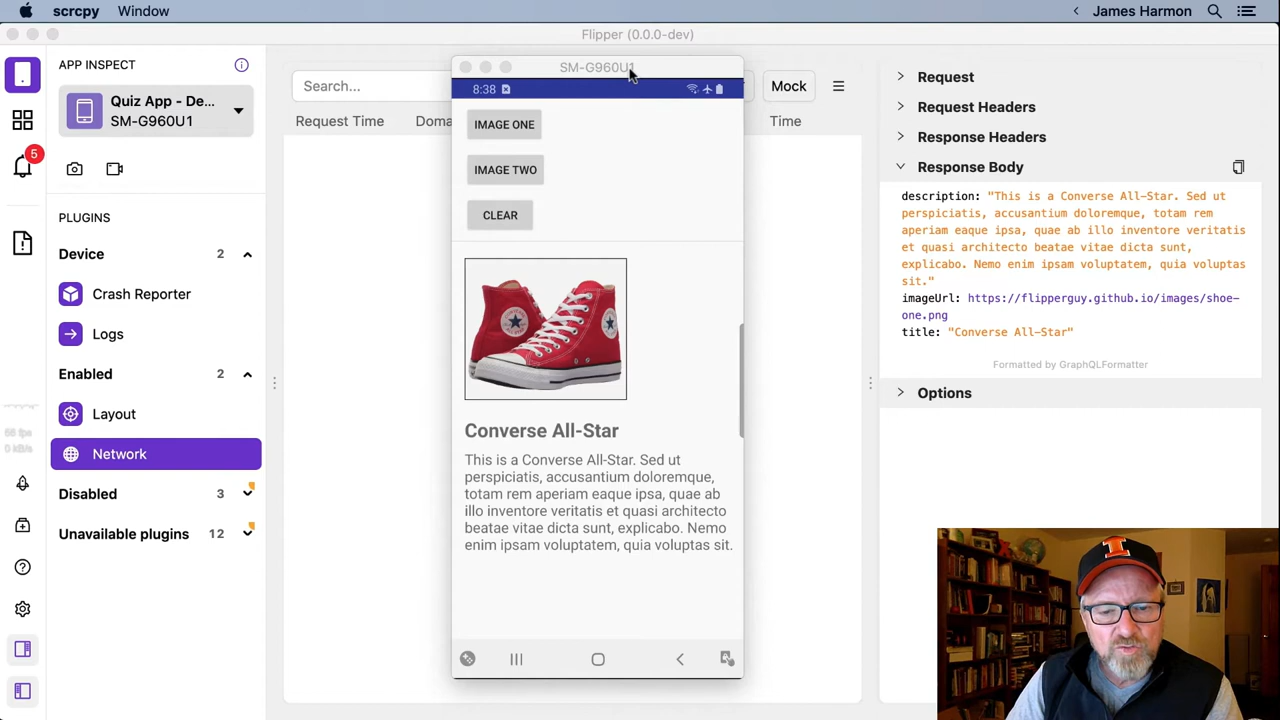 scrcpy Window
James Harmon
Flipper (0.0.0-dev)
APP INSPECT
Quiz App - De...
SM-G960U1
5
PLUGINS
Device 2
Crash Reporter
Logs
Enabled 2
Layout
Network
Disabled 3
Unavailable plugins 12
0 kB/s
Search...
Mock
Request Time
Doma
Time
SM-G960U1
8:38
IMAGE ONE
IMAGE TWO
CLEAR
Converse All-Star
This is a Converse All-Star. Sed ut
perspiciatis, accusantium doloremque,
totam rem aperiam eaque ipsa, quae ab
illo inventore veritatis et quasi architecto
beatae vitae dicta sunt, explicabo. Nemo
enim ipsam voluptatem, quia voluptas sit.
Request
Request Headers
Response Headers
Response Body
description: "This is a Converse All-Star. Sed ut
perspiciatis, accusantium doloremque, totam rem
aperiam eaque ipsa, quae ab illo inventore veritatis
et quasi architecto beatae vitae dicta sunt,
explicabo. Nemo enim ipsam voluptatem, quia voluptas
sit."
imageUrl: https://flipperguy.github.io/images/shoe-
one.png
title: "Converse All-Star"
Formatted by GraphQLFormatter
Options
I